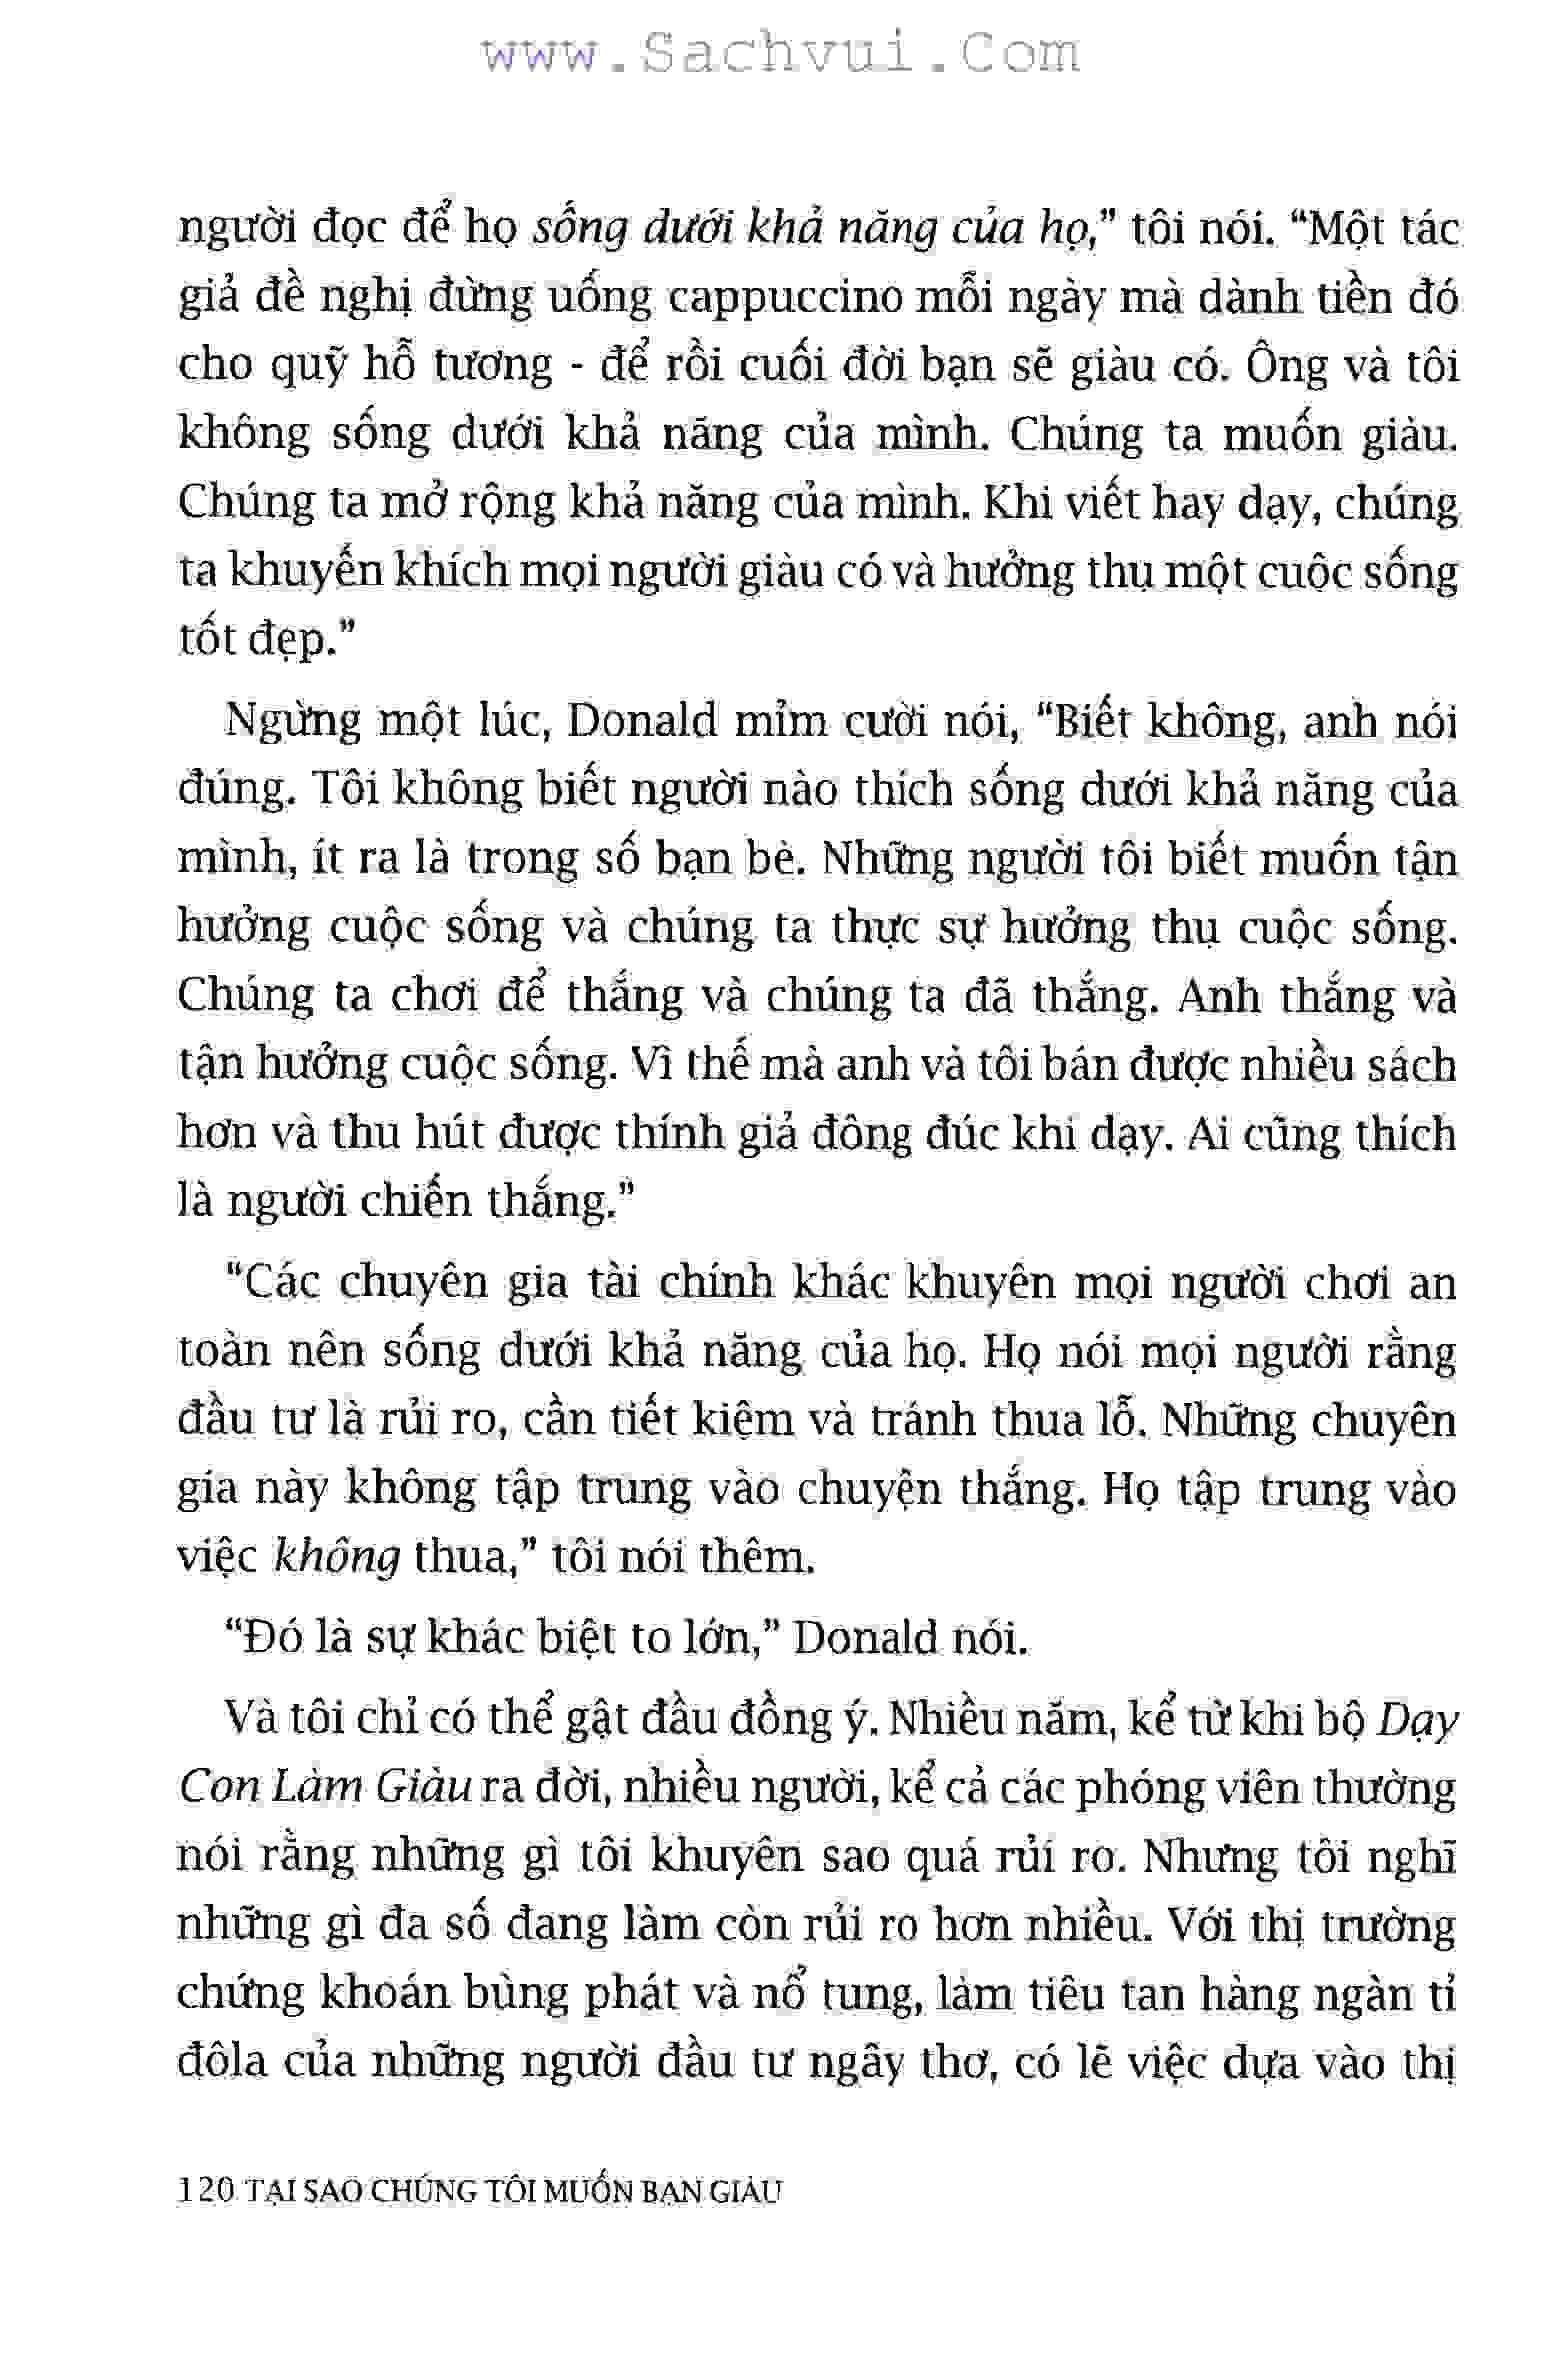 www.Sachvui.Com
người đọc để họ sống dưới khả năng của họ,” tôi nói. “Một tác
giả đề nghị đừng uống cappuccino mỗi ngày mà dành tiền đó
cho quỹ hỗ tương - để rồi cuối đời bạn sẽ giàu có. Ông và tôi
không sống dưới khả năng của mình. Chúng ta muốn giàu.
Chúng ta mở rộng khả năng của mình. Khi viết hay dạy, chúng
ta khuyến khích mọi người giàu có và hưởng thụ một cuộc sống
tốt đẹp.”
Ngừng một lúc, Donald mỉm cười nói, “Biết không, anh nói
đúng. Tôi không biết người nào thích sống dưới khả năng của
mình, ít ra là trong số bạn bè. Những người tôi biết muốn tận
hưởng cuộc sống và chúng ta thực sự hưởng thụ cuộc sống.
Chúng ta chơi để thắng và chúng ta đã thắng. Anh thắng và
tận hưởng cuộc sống. Vì thế mà anh và tôi bán được nhiều sách
hơn và thu hút được thính giả đông đúc khi dạy. Ai cũng thích
là người chiến thắng.”
“Các chuyên gia tài chính khác khuyên mọi người chơi an
toàn nên sống dưới khả năng của họ. Họ nói mọi người rằng
đầu tư là rủi ro, cần tiết kiệm và tránh thua lỗ. Những chuyên
gia này không tập trung vào chuyện thắng. Họ tập trung vào
việc không thua,” tôi nói thêm.
“Đó là sự khác biệt to lớn,” Donald nói.
Và tôi chỉ có thể gật đầu đồng ý. Nhiều năm, kể từ khi bộ Dạy
Con Làm Giàu ra đời, nhiều người, kể cả các phóng viên thường
nói rằng những gì tôi khuyên sao quá rủi ro. Nhưng tôi nghĩ
những gì đa số đang làm còn rủi ro hơn nhiều. Với thị trường
chứng khoán bùng phát và nổ tung, làm tiêu tan hàng ngàn tỉ
đôla của những người đầu tư ngây thơ, có lẽ việc dựa vào thị
120 TẠI SAO CHÚNG TÔI MUỐN BẠN GIÀU